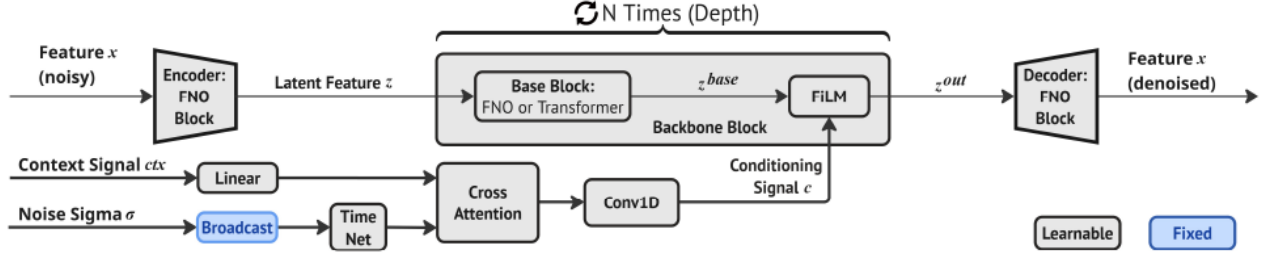 N Times (Depth)
Feature x
(noisy)
Encoder:
FNO
Block
Latent Feature z
Base Block:
FNO or Transformer
z^base
FiLM
Backbone Block
z^out
Decoder:
FNO
Block
Feature x
(denoised)
Context Signal ctx
Linear
Noise Sigma σ
Broadcast
Time
Net
Cross
Attention
Conv1D
Conditioning
Signal c
Learnable
Fixed